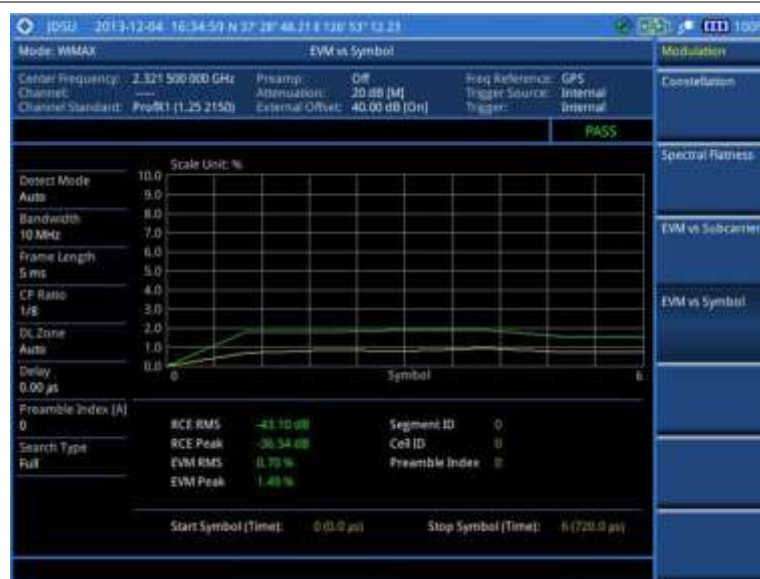 JDSU 2013-12-04 16:34:59 N 37° 28' 48.21 E 126° 53' 12.21 100%
Mode: WiMAX EVM vs Symbol Modulation
Center Frequency: 2.321 500 000 GHz Preamp: Off Freq Reference: GPS
Channel: ---- Attenuation: 20 dB [M] Trigger Source: Internal
Channel Standard: ProfR1 (1.25 2150) External Offset: 40.00 dB [On] Trigger: Internal
Constellation
PASS
Spectral Flatness
EVM vs Subcarrier
EVM vs Symbol
Detect Mode
Auto
Bandwidth
10 MHz
Frame Length
5 ms
CP Ratio
1/8
DL Zone
Auto
Delay
0.00 µs
Preamble Index [A]
0
Search Type
Full
Scale Unit: %
10.0
9.0
8.0
7.0
6.0
5.0
4.0
3.0
2.0
1.0
0.0
0 Symbol 6
RCE RMS -43.10 dB Segment ID 0
RCE Peak -36.54 dB Cell ID 0
EVM RMS 0.70 % Preamble Index 0
EVM Peak 1.49 %
Start Symbol (Time): 0 (0.0 µs) Stop Symbol (Time): 6 (720.0 µs)